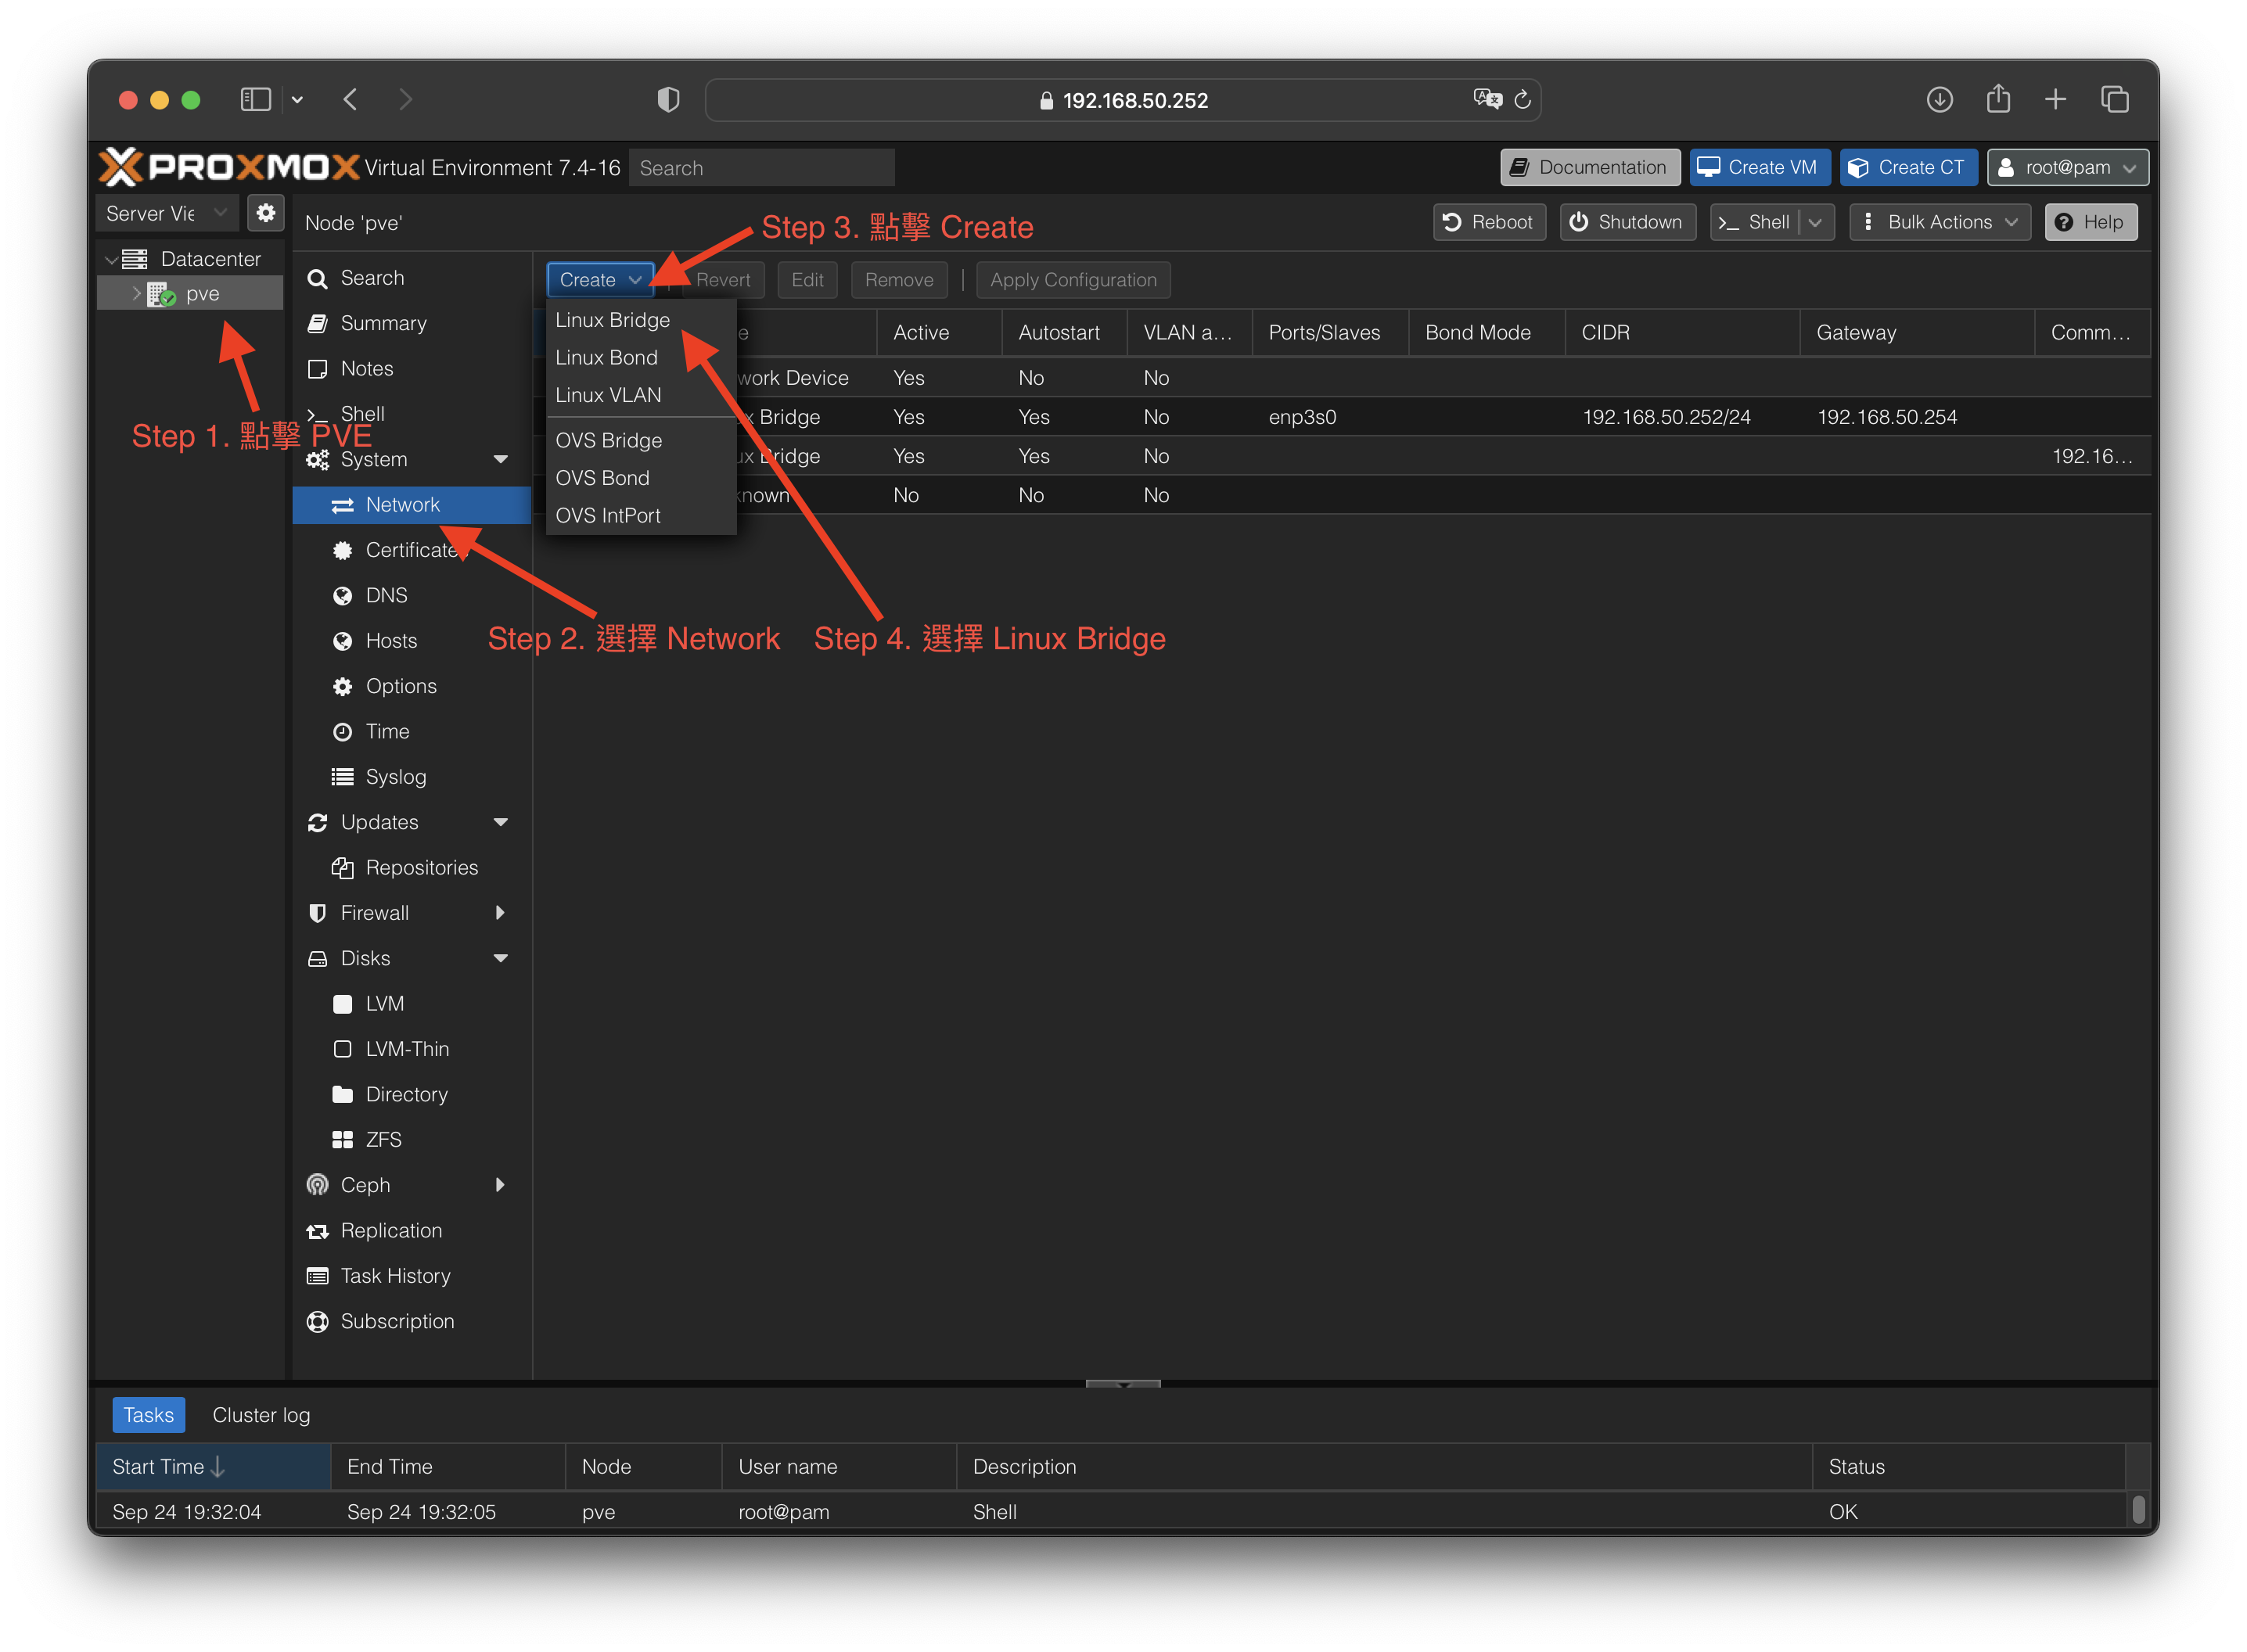 192.168.50.252
PROXMOX Virtual Environment 7.4-16 Search Documentation Create VM Create CT root@pam
Server Vie Node 'pve' Reboot Shutdown Shell Bulk Actions Help
Step 3. 點擊 Create
Datacenter
pve
Step 1. 點擊 PVE
Search
Summary
Notes
Shell
System
Network
Certificates
DNS
Hosts
Options
Time
Syslog
Updates
Repositories
Firewall
Disks
LVM
LVM-Thin
Directory
ZFS
Ceph
Replication
Task History
Subscription
Create Revert Edit Remove Apply Configuration
Linux Bridge
Linux Bond
Linux VLAN
OVS Bridge
OVS Bond
OVS IntPort
e Active Autostart VLAN a... Ports/Slaves Bond Mode CIDR Gateway Comm...
work Device Yes No No
x Bridge Yes Yes No enp3s0 192.168.50.252/24 192.168.50.254
ux Bridge Yes Yes No 192.16...
known No No No
Step 2. 選擇 Network
Step 4. 選擇 Linux Bridge
Tasks Cluster log
Start Time End Time Node User name Description Status
Sep 24 19:32:04 Sep 24 19:32:05 pve root@pam Shell OK